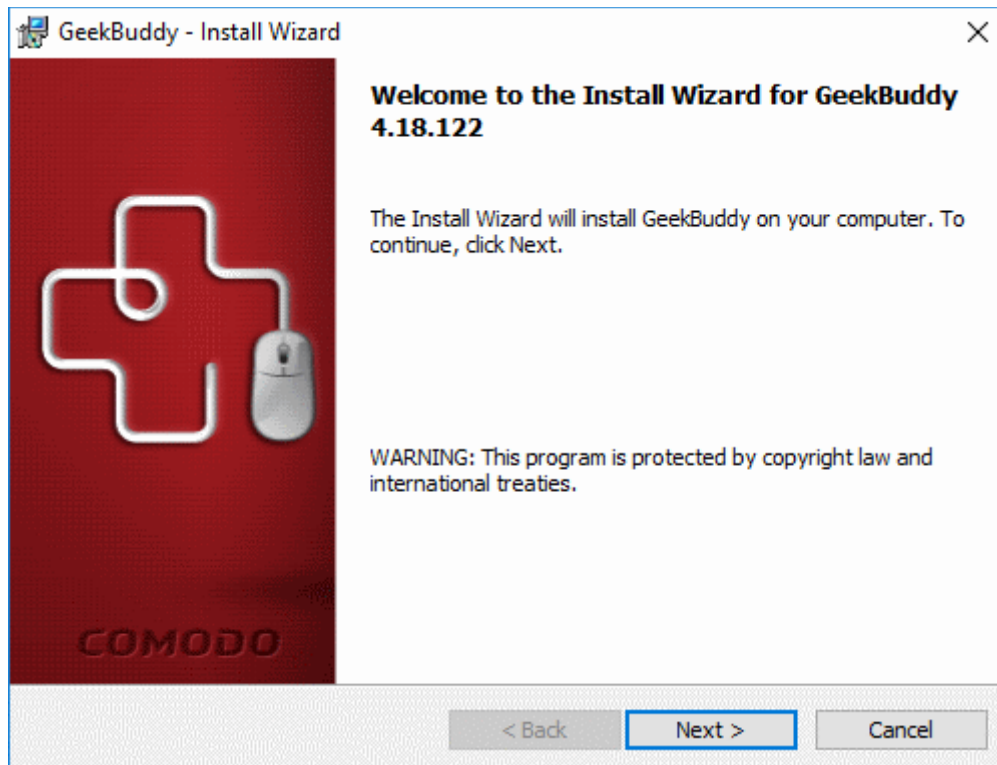 GeekBuddy - Install Wizard
Welcome to the Install Wizard for GeekBuddy
4.18.122
The Install Wizard will install GeekBuddy on your computer. To
continue, click Next.
WARNING: This program is protected by copyright law and
international treaties.
COMODO
< Back
Next >
Cancel